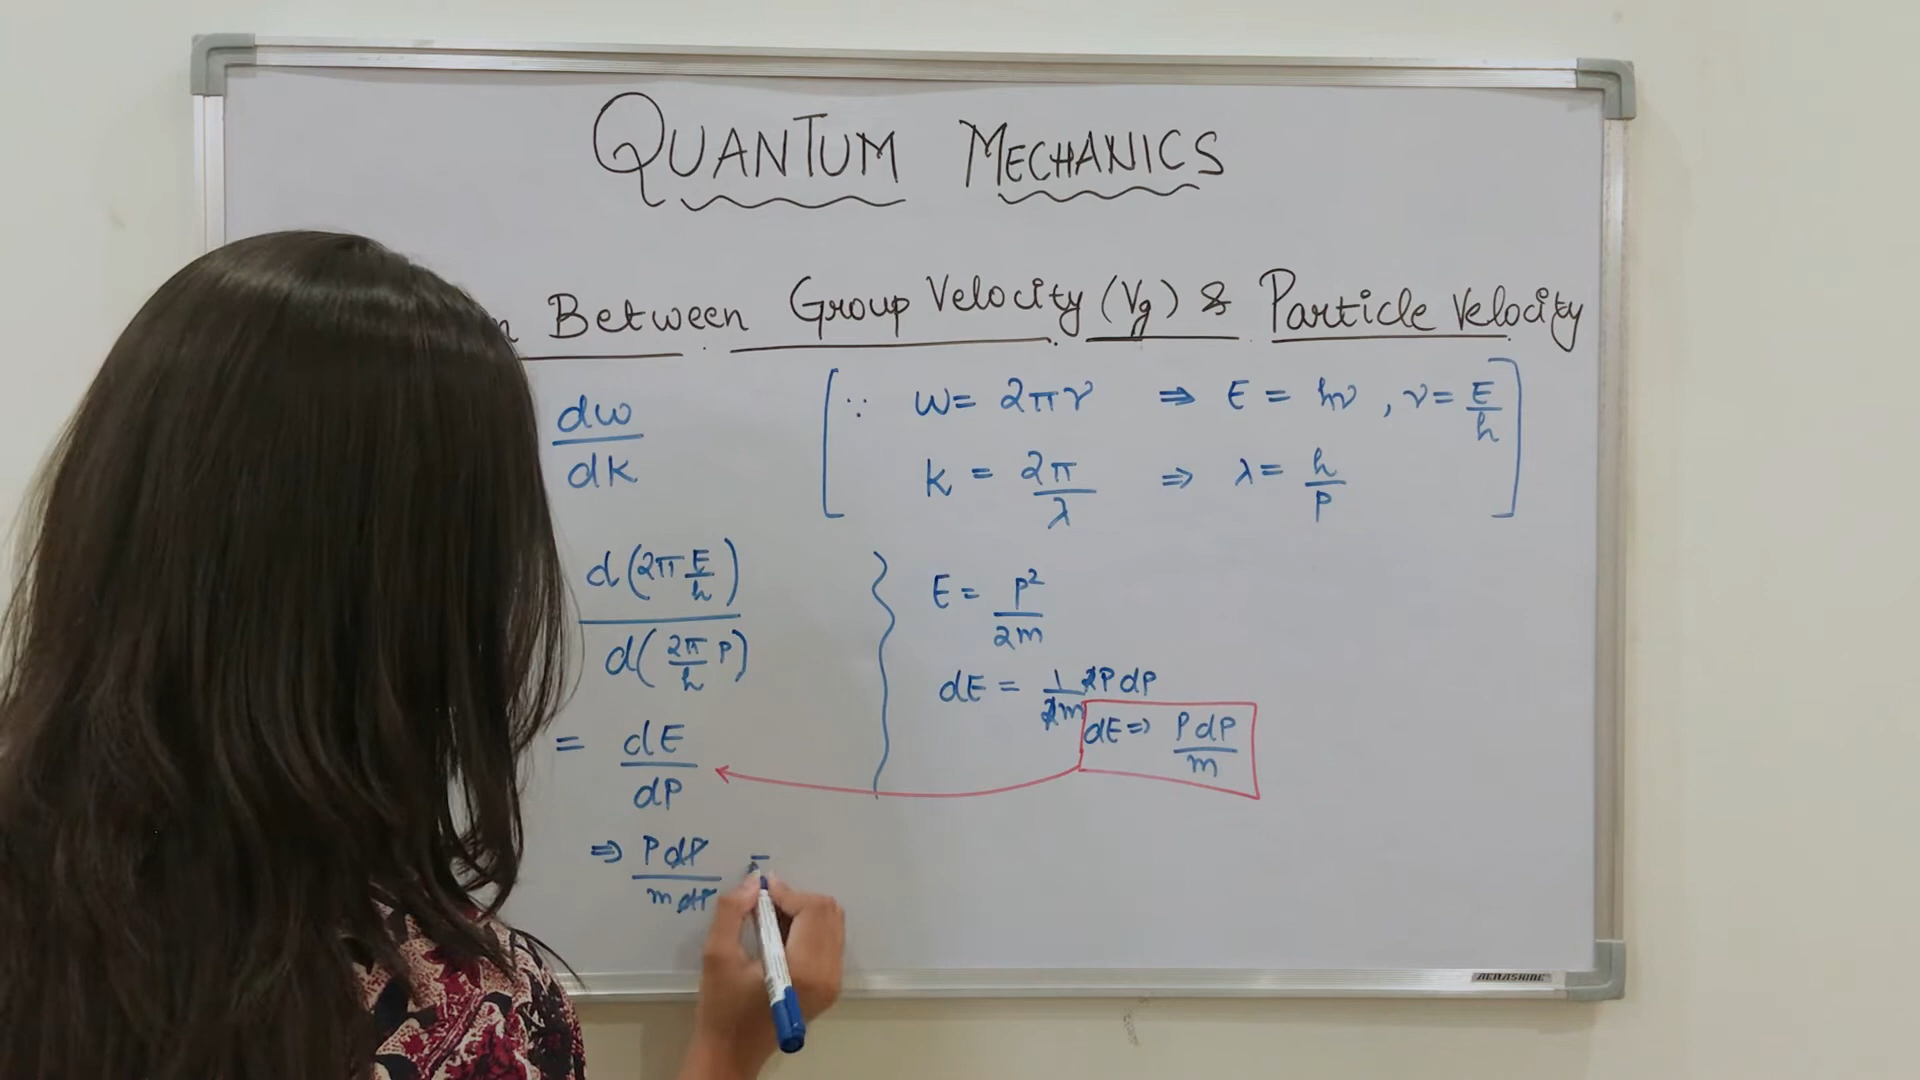 QUANTUM MECHANICS
Between Group Velocity (Vg) & Particle Velocity
dω/dK
[∵ ω = 2πν ⇒ E = hν , ν = E/h
K = 2π/λ ⇒ λ = h/P]
d(2π E/h) / d(2π/h P)
= dE/dP
⇒ PdP/mdP =
E = P²/2m
dE = 1/2m 2P dP
dE ⇒ PdP/m
AERASHINE